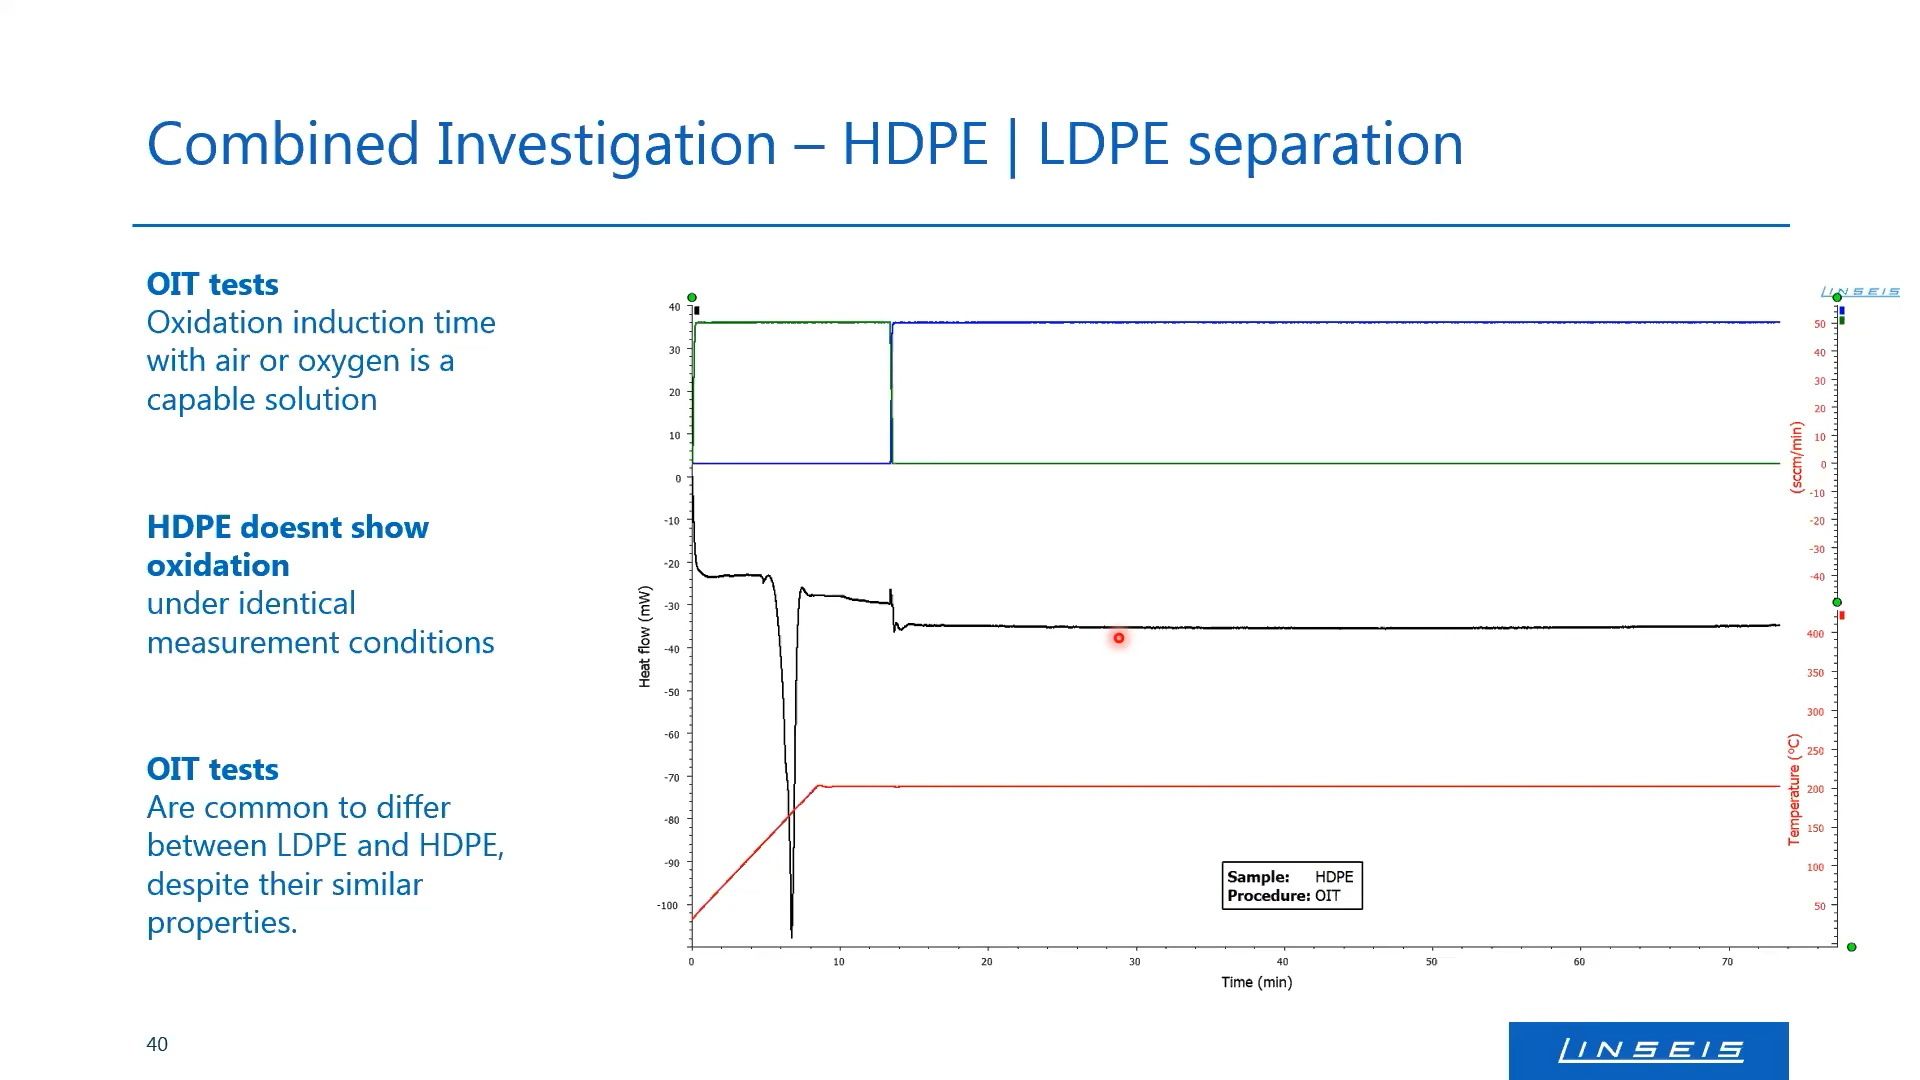 Combined Investigation – HDPE | LDPE separation
OIT tests
Oxidation induction time
with air or oxygen is a
capable solution
HDPE doesnt show
oxidation
under identical
measurement conditions
OIT tests
Are common to differ
between LDPE and HDPE,
despite their similar
properties.
LINSEIS
40
30
20
10
0
-10
-20
-30
-40
-50
-60
-70
-80
-90
-100
Heat flow (mW)
50
40
30
20
10
0
-10
-20
-30
-40
(sccm/min)
400
350
300
250
200
150
100
50
Temperature (°C)
Sample: HDPE
Procedure: OIT
0 10 20 30 40 50 60 70
Time (min)
40
LINSEIS